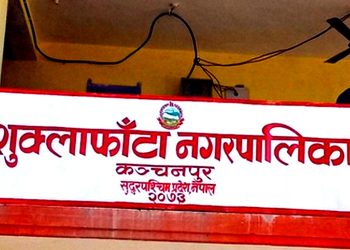 शुक्लाफाँटा नगरपालिका
कञ्चनपुर
सुदुरपश्चिम प्रदेश, नेपाल
२०७३